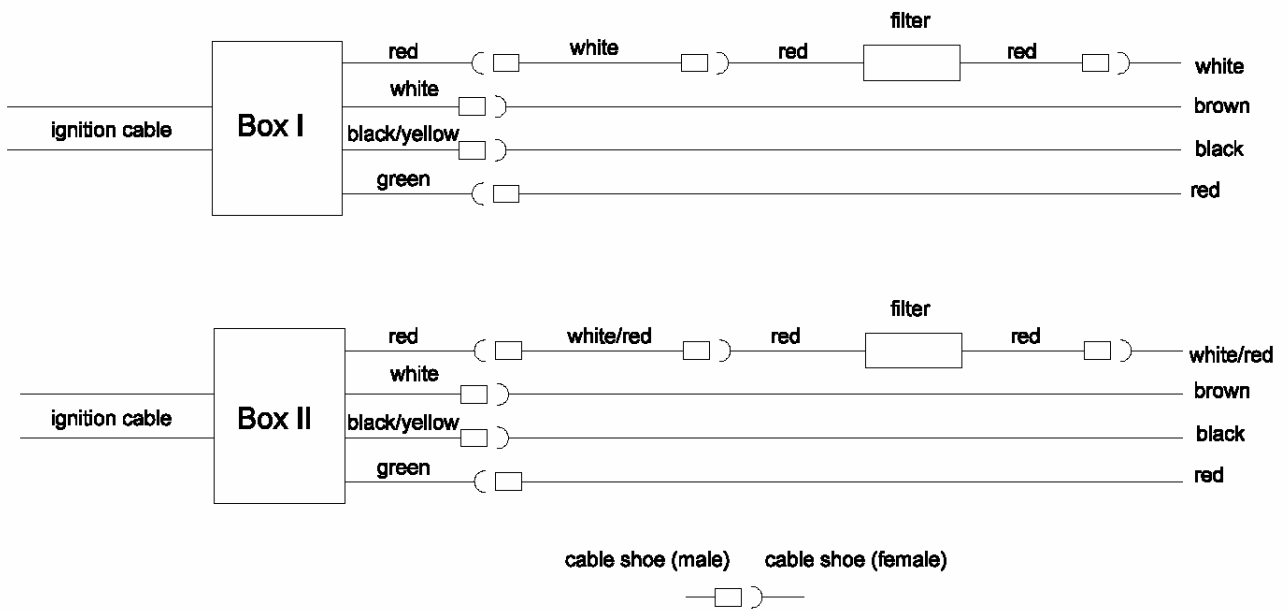 filter
red white red red white
white brown
ignition cable Box I black/yellow black
green red
filter
red white/red red red white/red
white brown
ignition cable Box II black/yellow black
green red
cable shoe (male) cable shoe (female)